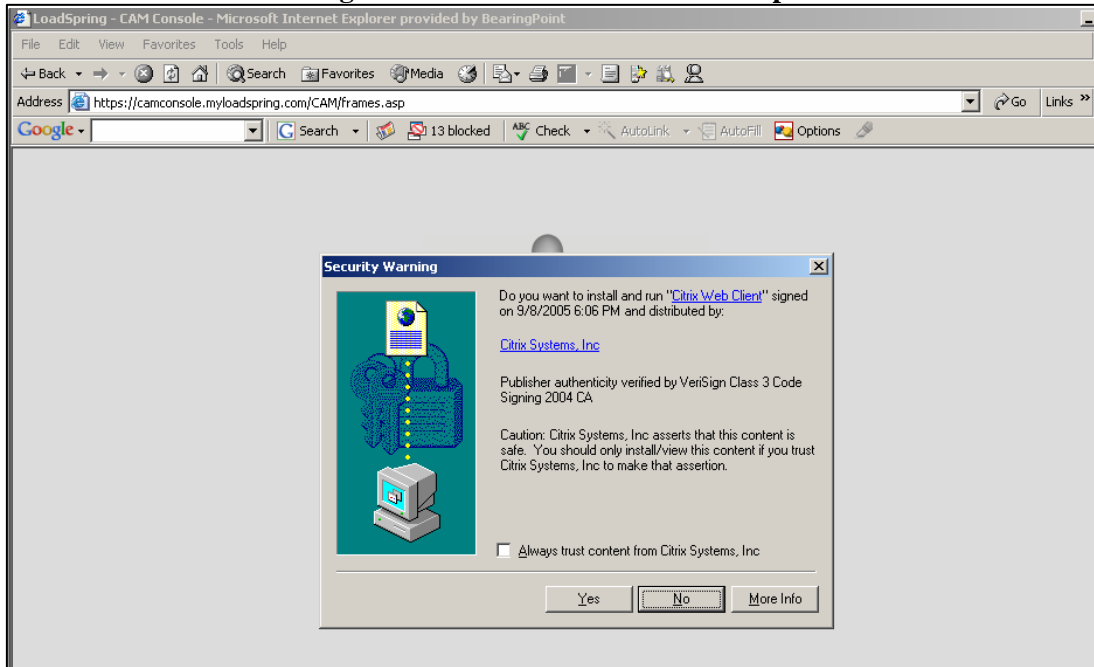 LoadSpring - CAM Console - Microsoft Internet Explorer provided by BearingPoint
File Edit View Favorites Tools Help
Back Search Favorites Media
Address https://camconsole.myloadspring.com/CAM/frames.asp Go Links »
Google Search 13 blocked ABC Check AutoLink AutoFill Options
Security Warning
Do you want to install and run "Citrix Web Client" signed
on 9/8/2005 6:06 PM and distributed by:
Citrix Systems, Inc
Publisher authenticity verified by VeriSign Class 3 Code
Signing 2004 CA
Caution: Citrix Systems, Inc asserts that this content is
safe. You should only install/view this content if you trust
Citrix Systems, Inc to make that assertion.
Always trust content from Citrix Systems, Inc
Yes No More Info